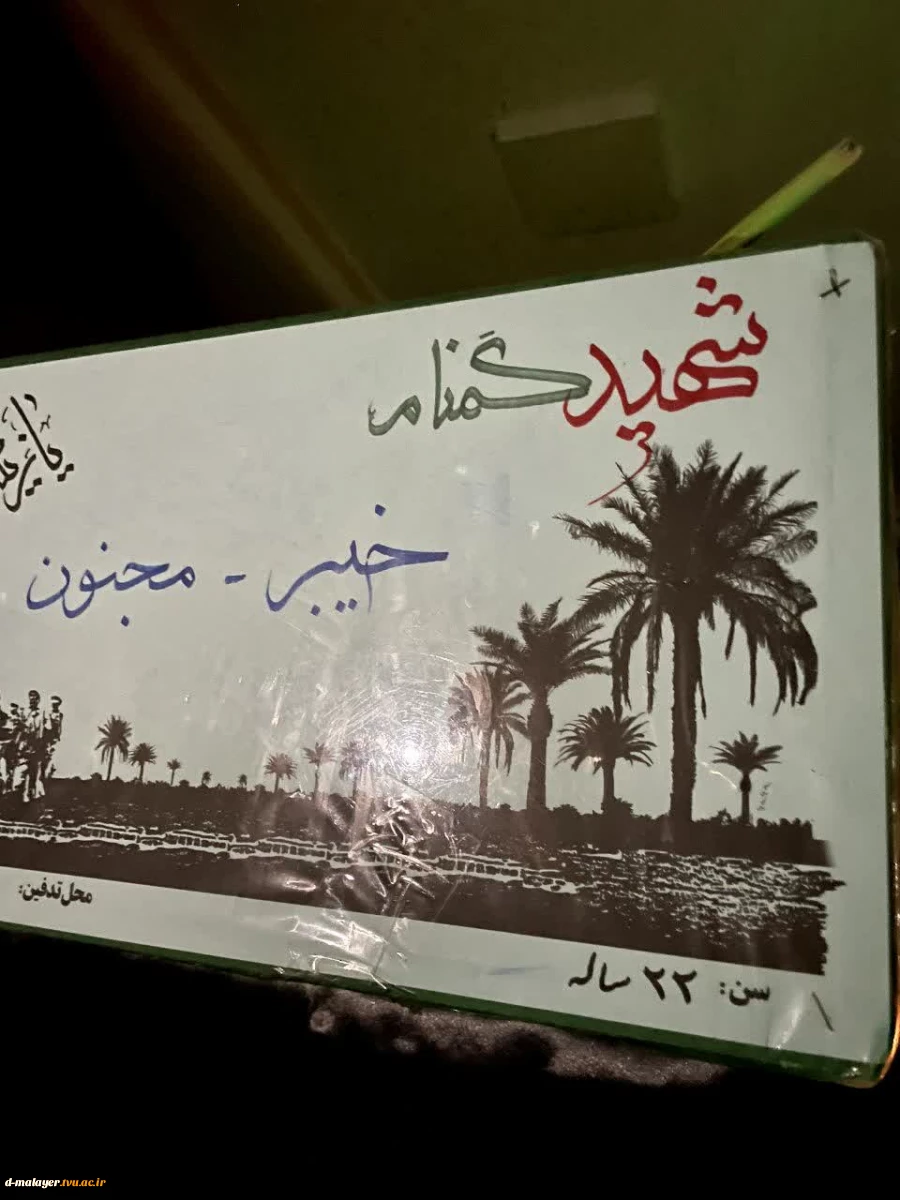 شهید گمنام
خیبر - مجنون
محل تدفین:
سن: ۲۲ ساله
d-malayer.tvu.ac.ir